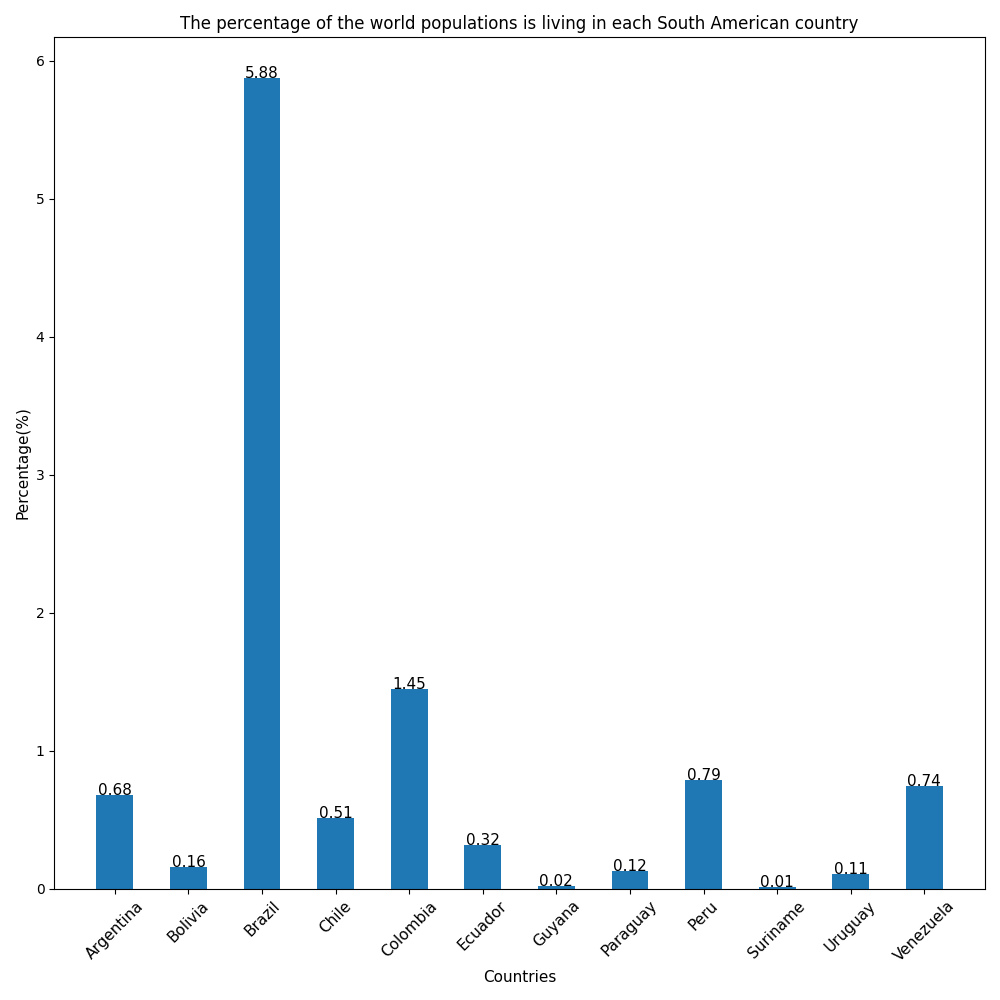 The percentage of the world populations is living in each South American country
Percentage(%)
6
5
4
3
2
1
0
0.68
0.16
5.88
0.51
1.45
0.32
0.02
0.12
0.79
0.01
0.11
0.74
Argentina
Bolivia
Brazil
Chile
Colombia
Ecuador
Guyana
Paraguay
Peru
Suriname
Uruguay
Venezuela
Countries